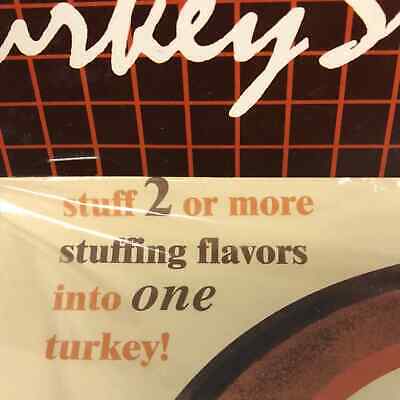 stuff 2 or more
stuffing flavors
into one
turkey!